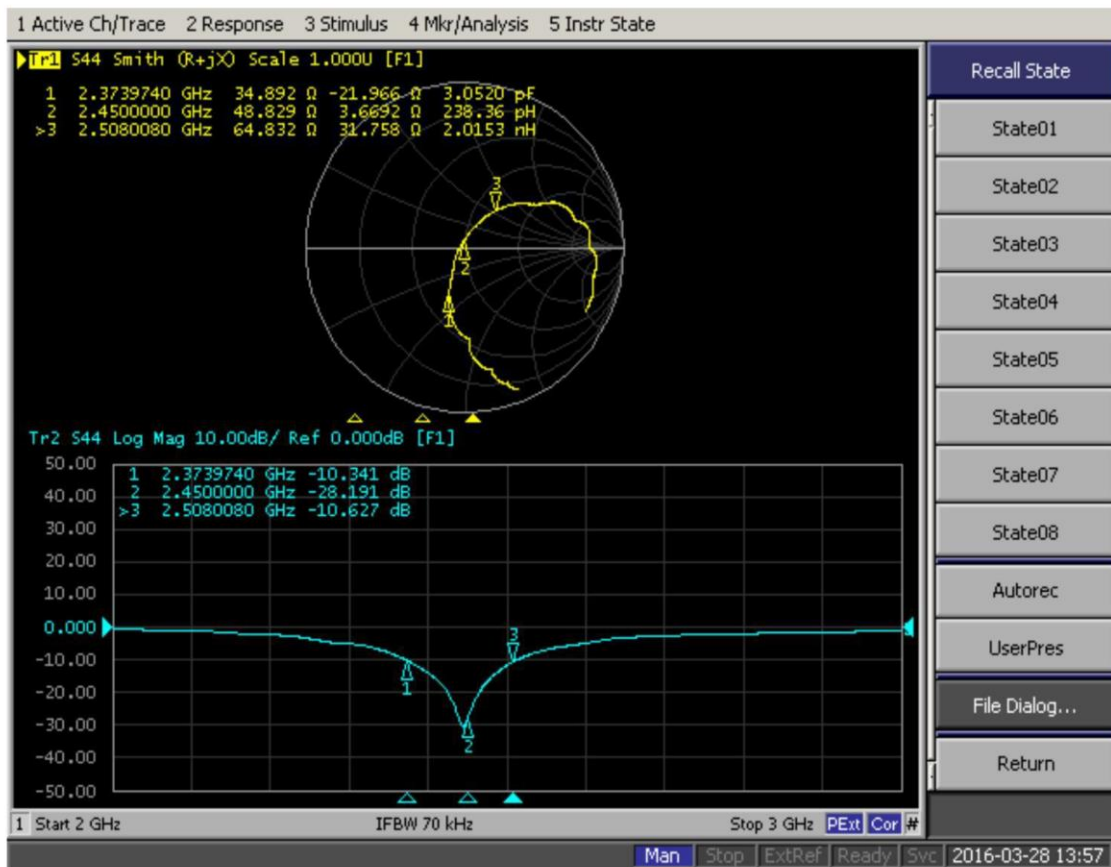 1 Active Ch/Trace 2 Response 3 Stimulus 4 Mkr/Analysis 5 Instr State
Tr1 S44 Smith (R+jX) Scale 1.000U [F1]
1 2.3739740 GHz 34.892 Ω -21.966 Ω 3.0520 pF
2 2.4500000 GHz 48.829 Ω 3.6692 Ω 238.36 pH
>3 2.5080080 GHz 64.832 Ω 31.758 Ω 2.0153 nH
3
2
1
Tr2 S44 Log Mag 10.00dB/ Ref 0.000dB [F1]
50.00
40.00
30.00
20.00
10.00
0.000
-10.00
-20.00
-30.00
-40.00
-50.00
1 2.3739740 GHz -10.341 dB
2 2.4500000 GHz -28.191 dB
>3 2.5080080 GHz -10.627 dB
3
1
2
1 Start 2 GHz IFBW 70 kHz Stop 3 GHz PExt Cor #
Recall State
State01
State02
State03
State04
State05
State06
State07
State08
Autorec
UserPres
File Dialog...
Return
Man Stop ExtRef Ready Svc 2016-03-28 13:57